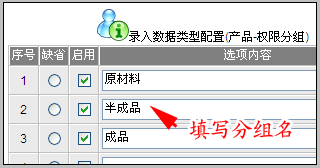 录入数据类型配置(产品-权限分组)
序号 缺省 启用 选项内容
1 原材料
2 半成品
3 成品
填写分组名